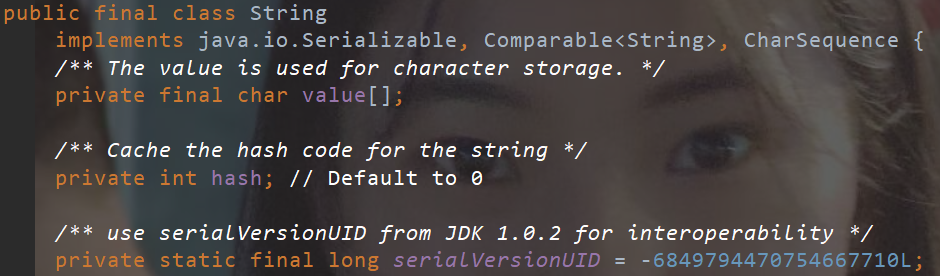 public final class String
implements java.io.Serializable, Comparable<String>, CharSequence {
/** The value is used for character storage. */
private final char value[];
/** Cache the hash code for the string */
private int hash; // Default to 0
/** use serialVersionUID from JDK 1.0.2 for interoperability */
private static final long serialVersionUID = -6849794470754667710L;